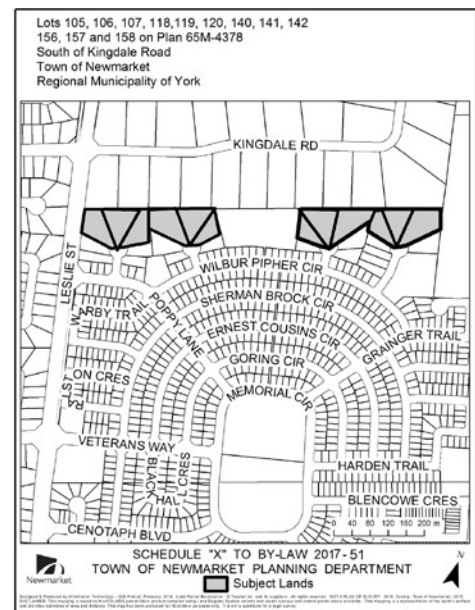 Lots 105, 106, 107, 118,119, 120, 140, 141, 142
156, 157 and 158 on Plan 65M-4378
South of Kingdale Road
Town of Newmarket
Regional Municipality of York
KINGDALE RD
LESLIE ST
WILBUR PIPHER CIR
ARBY TRAIL
POPPY LANE
SHERMAN BROCK CIR
ERNEST COUSINS CIR
GRAINGER TRAIL
GORING CIR
ON CRES
MEMORIAL CIR
VETERANS WAY
BLACK HALL CRES
HARDEN TRAIL
BLENCOWE CRES
0 40 80 120 160 200 m
CENOTAPH BLVD
SCHEDULE "X" TO BY-LAW 2017-51
TOWN OF NEWMARKET PLANNING DEPARTMENT
Newmarket
Subject Lands
N